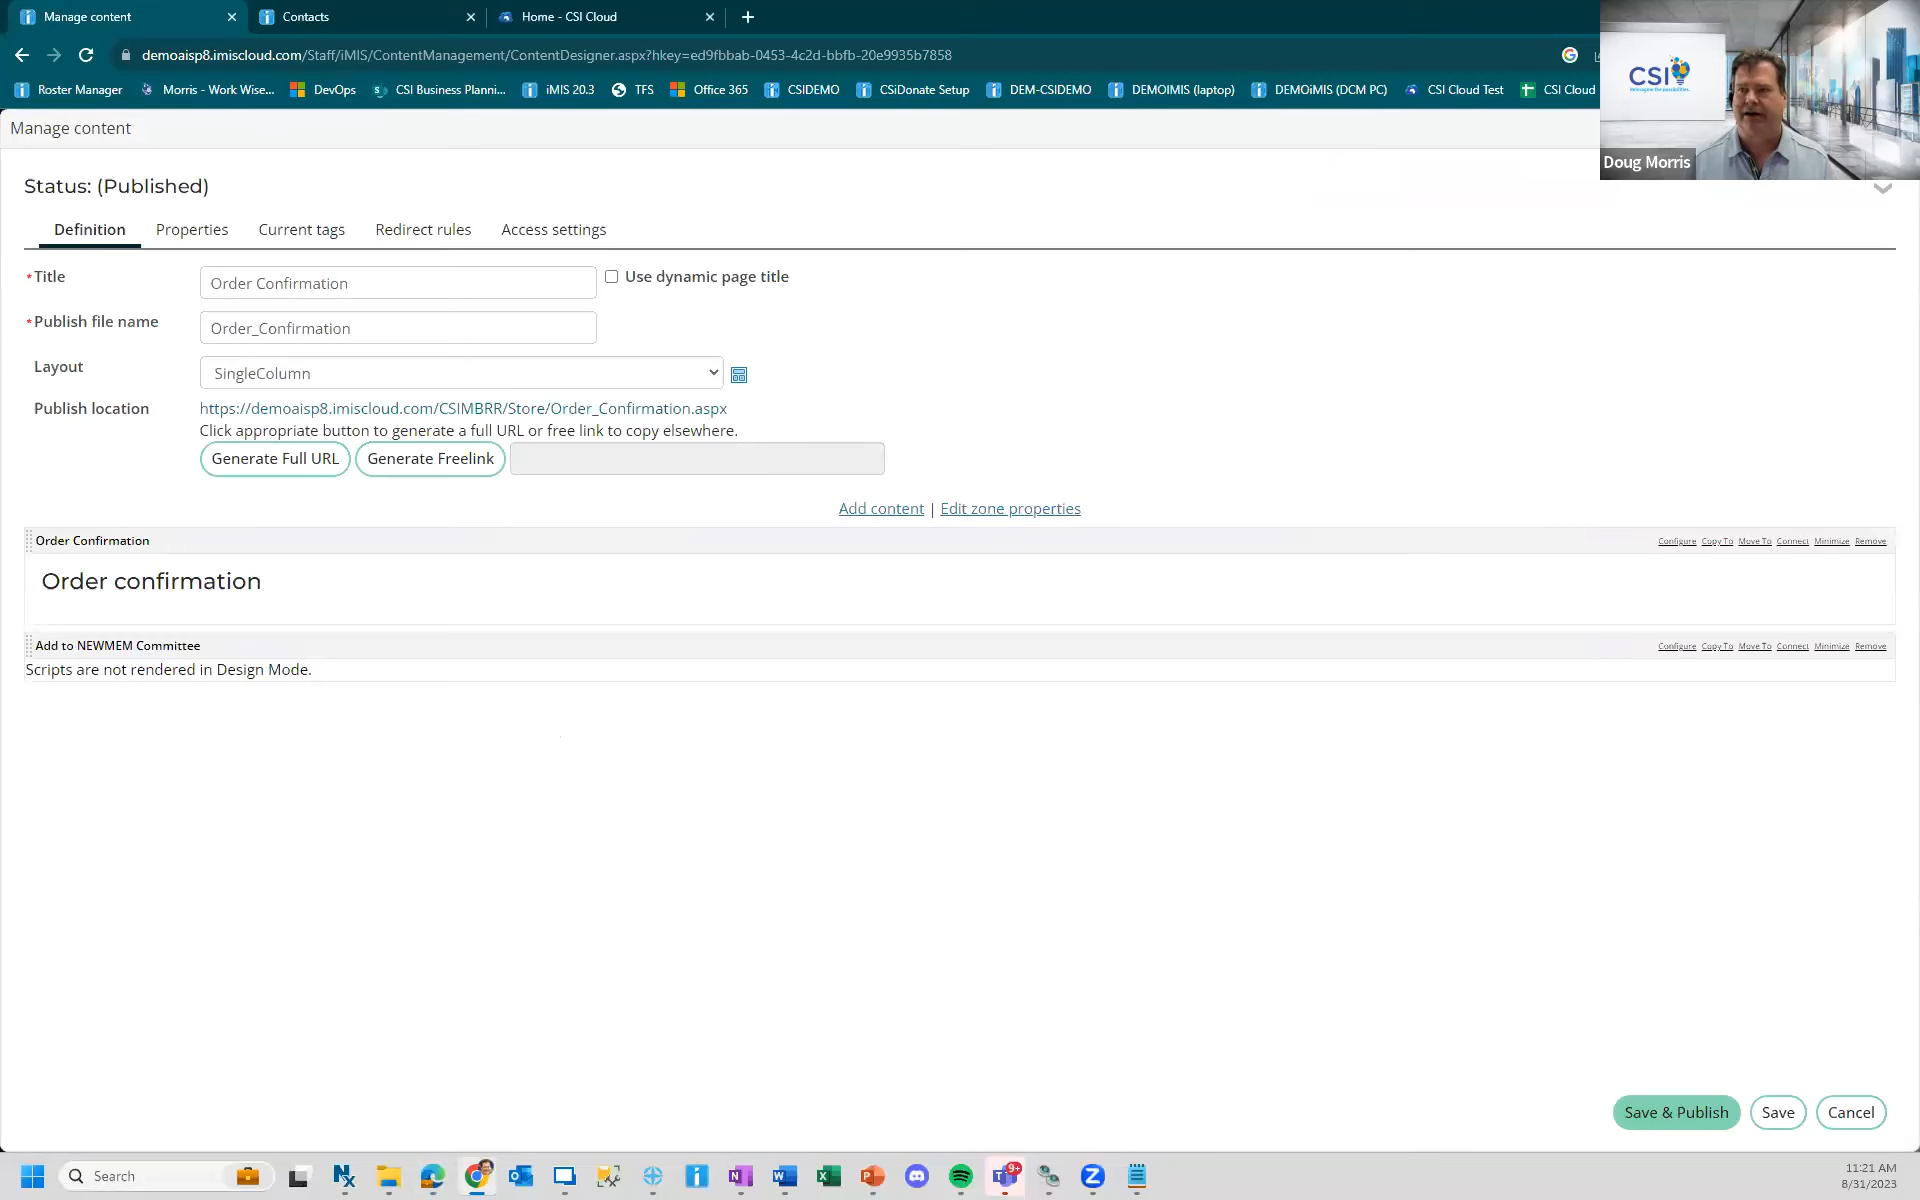 Manage content
Contacts
Home - CSI Cloud
demoaisp8.imiscloud.com/Staff/iMIS/ContentManagement/ContentDesigner.aspx?hkey=ed9fbbab-0453-4c2d-bbfb-20e9935b7858
Roster Manager
Morris - Work Wise...
DevOps
CSI Business Planni...
iMIS 20.3
TFS
Office 365
CSIDEMO
CSiDonate Setup
DEM-CSIDEMO
DEMOIMIS (laptop)
DEMOiMIS (DCM PC)
CSI Cloud Test
CSI Cloud
CSI
Doug Morris
Manage content
Status: (Published)
Definition
Properties
Current tags
Redirect rules
Access settings
*Title
Order Confirmation
Use dynamic page title
*Publish file name
Order_Confirmation
Layout
SingleColumn
Publish location
https://demoaisp8.imiscloud.com/CSIMBRR/Store/Order_Confirmation.aspx
Click appropriate button to generate a full URL or free link to copy elsewhere.
Generate Full URL
Generate Freelink
Add content | Edit zone properties
Order Confirmation
Configure Copy To Move To Connect Minimize Remove
Order confirmation
Add to NEWMEM Committee
Configure Copy To Move To Connect Minimize Remove
Scripts are not rendered in Design Mode.
Save & Publish
Save
Cancel
Search
9+
11:21 AM
8/31/2023